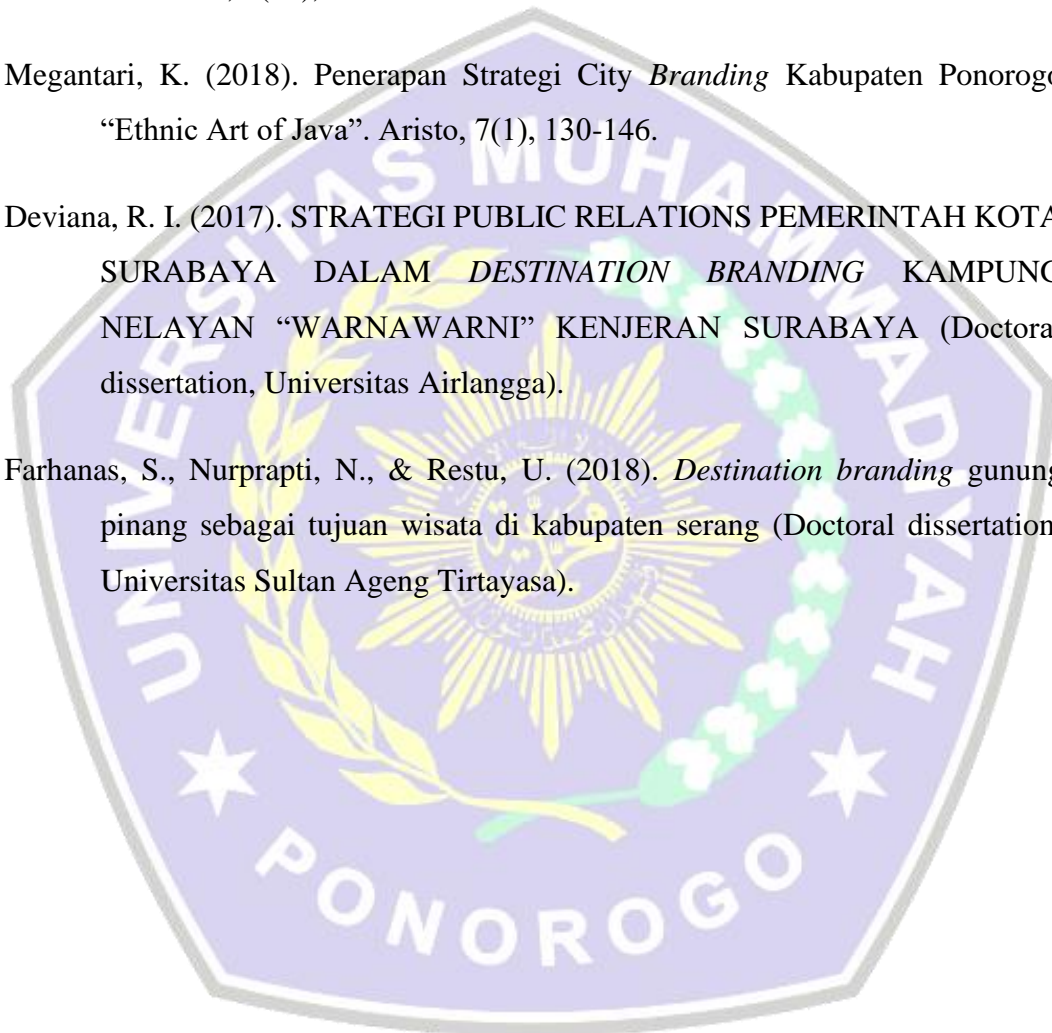 Megantari, K. (2018). Penerapan Strategi City Branding Kabupaten Ponorogo
“Ethnic Art of Java”. Aristo, 7(1), 130-146.
Deviana, R. I. (2017). STRATEGI PUBLIC RELATIONS PEMERINTAH KOTA
SURABAYA DALAM DESTINATION BRANDING KAMPUNG
NELAYAN “WARNAWARNI” KENJERAN SURABAYA (Doctoral
dissertation, Universitas Airlangga).
Farhanas, S., Nurprapti, N., & Restu, U. (2018). Destination branding gunung
pinang sebagai tujuan wisata di kabupaten serang (Doctoral dissertation
Universitas Sultan Ageng Tirtayasa).
UNIVERSITAS MUHAMMADIYAH
PONOROGO